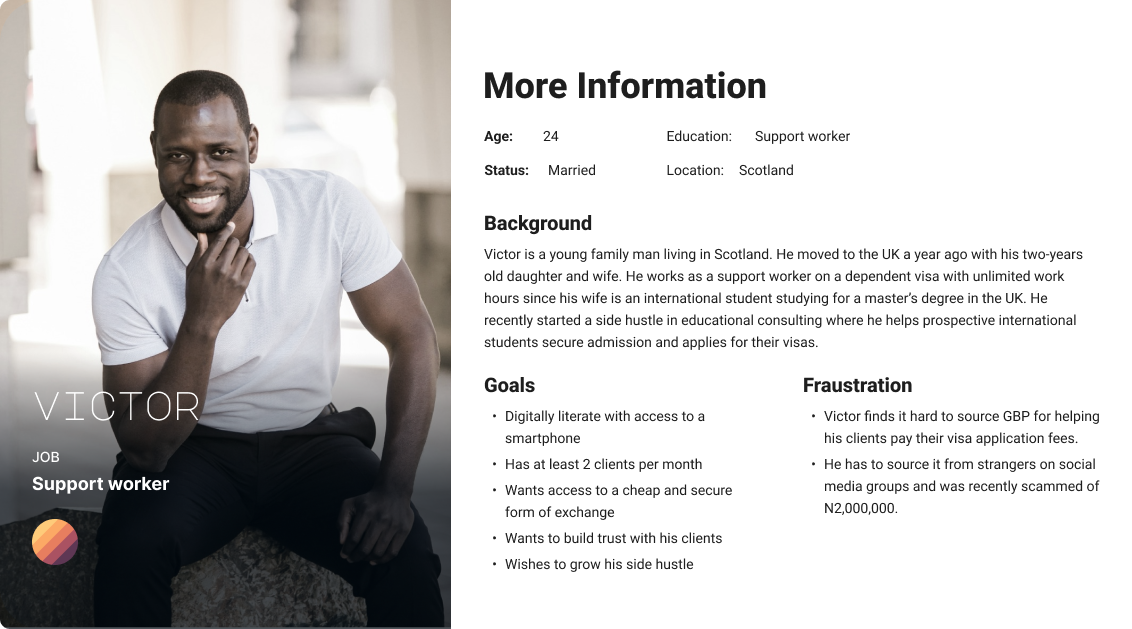 VICTOR
JOB
Support worker
More Information
Age: 24 Education: Support worker
Status: Married Location: Scotland
Background
Victor is a young family man living in Scotland. He moved to the UK a year ago with his two-years
old daughter and wife. He works as a support worker on a dependent visa with unlimited work
hours since his wife is an international student studying for a master’s degree in the UK. He
recently started a side hustle in educational consulting where he helps prospective international
students secure admission and applies for their visas.
Goals
• Digitally literate with access to a
smartphone
• Has at least 2 clients per month
• Wants access to a cheap and secure
form of exchange
• Wants to build trust with his clients
• Wishes to grow his side hustle
Fraustration
• Victor finds it hard to source GBP for helping
his clients pay their visa application fees.
• He has to source it from strangers on social
media groups and was recently scammed of
N2,000,000.